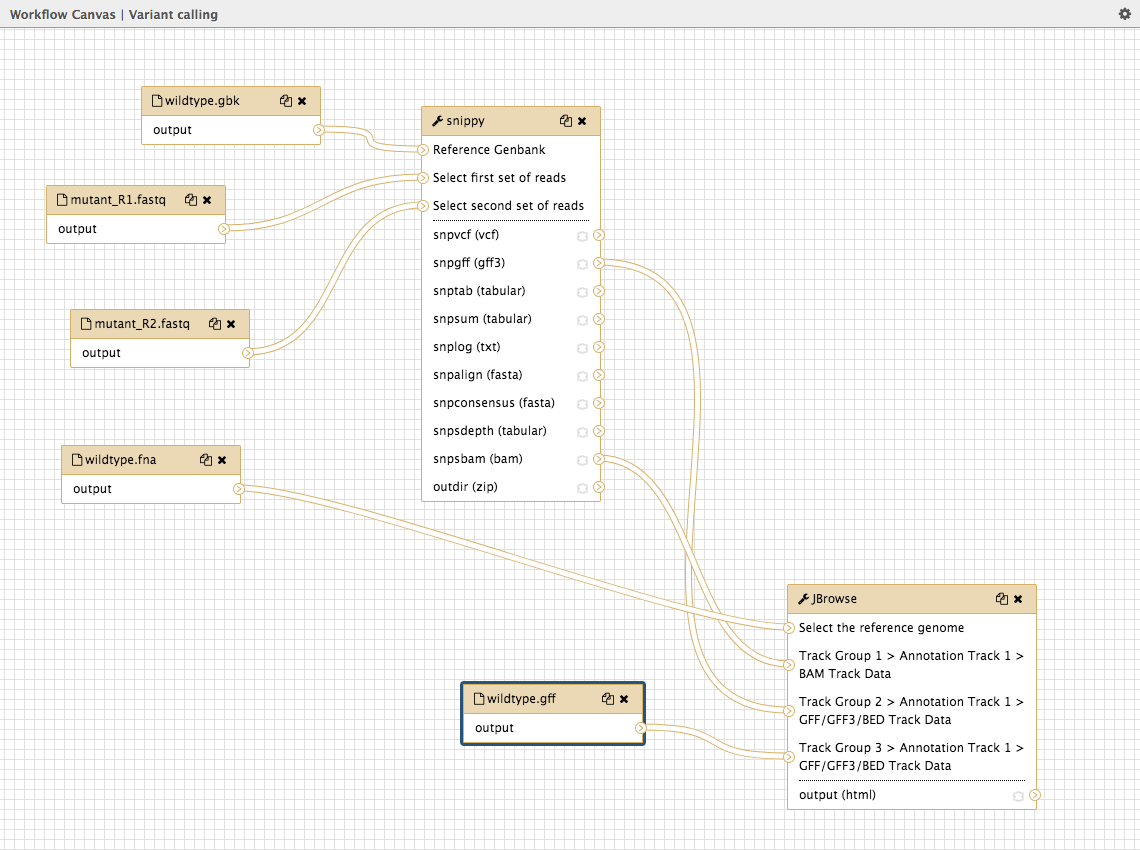 Workflow Canvas | Variant calling
wildtype.gbk
output
mutant_R1.fastq
output
mutant_R2.fastq
output
wildtype.fna
output
snippy
Reference Genbank
Select first set of reads
Select second set of reads
snpvcf (vcf)
snpgff (gff3)
snptab (tabular)
snpsum (tabular)
snplog (txt)
snpalign (fasta)
snpconsensus (fasta)
snpsdepth (tabular)
snpsbam (bam)
outdir (zip)
wildtype.gff
output
JBrowse
Select the reference genome
Track Group 1 > Annotation Track 1 >
BAM Track Data
Track Group 2 > Annotation Track 1 >
GFF/GFF3/BED Track Data
Track Group 3 > Annotation Track 1 >
GFF/GFF3/BED Track Data
output (html)